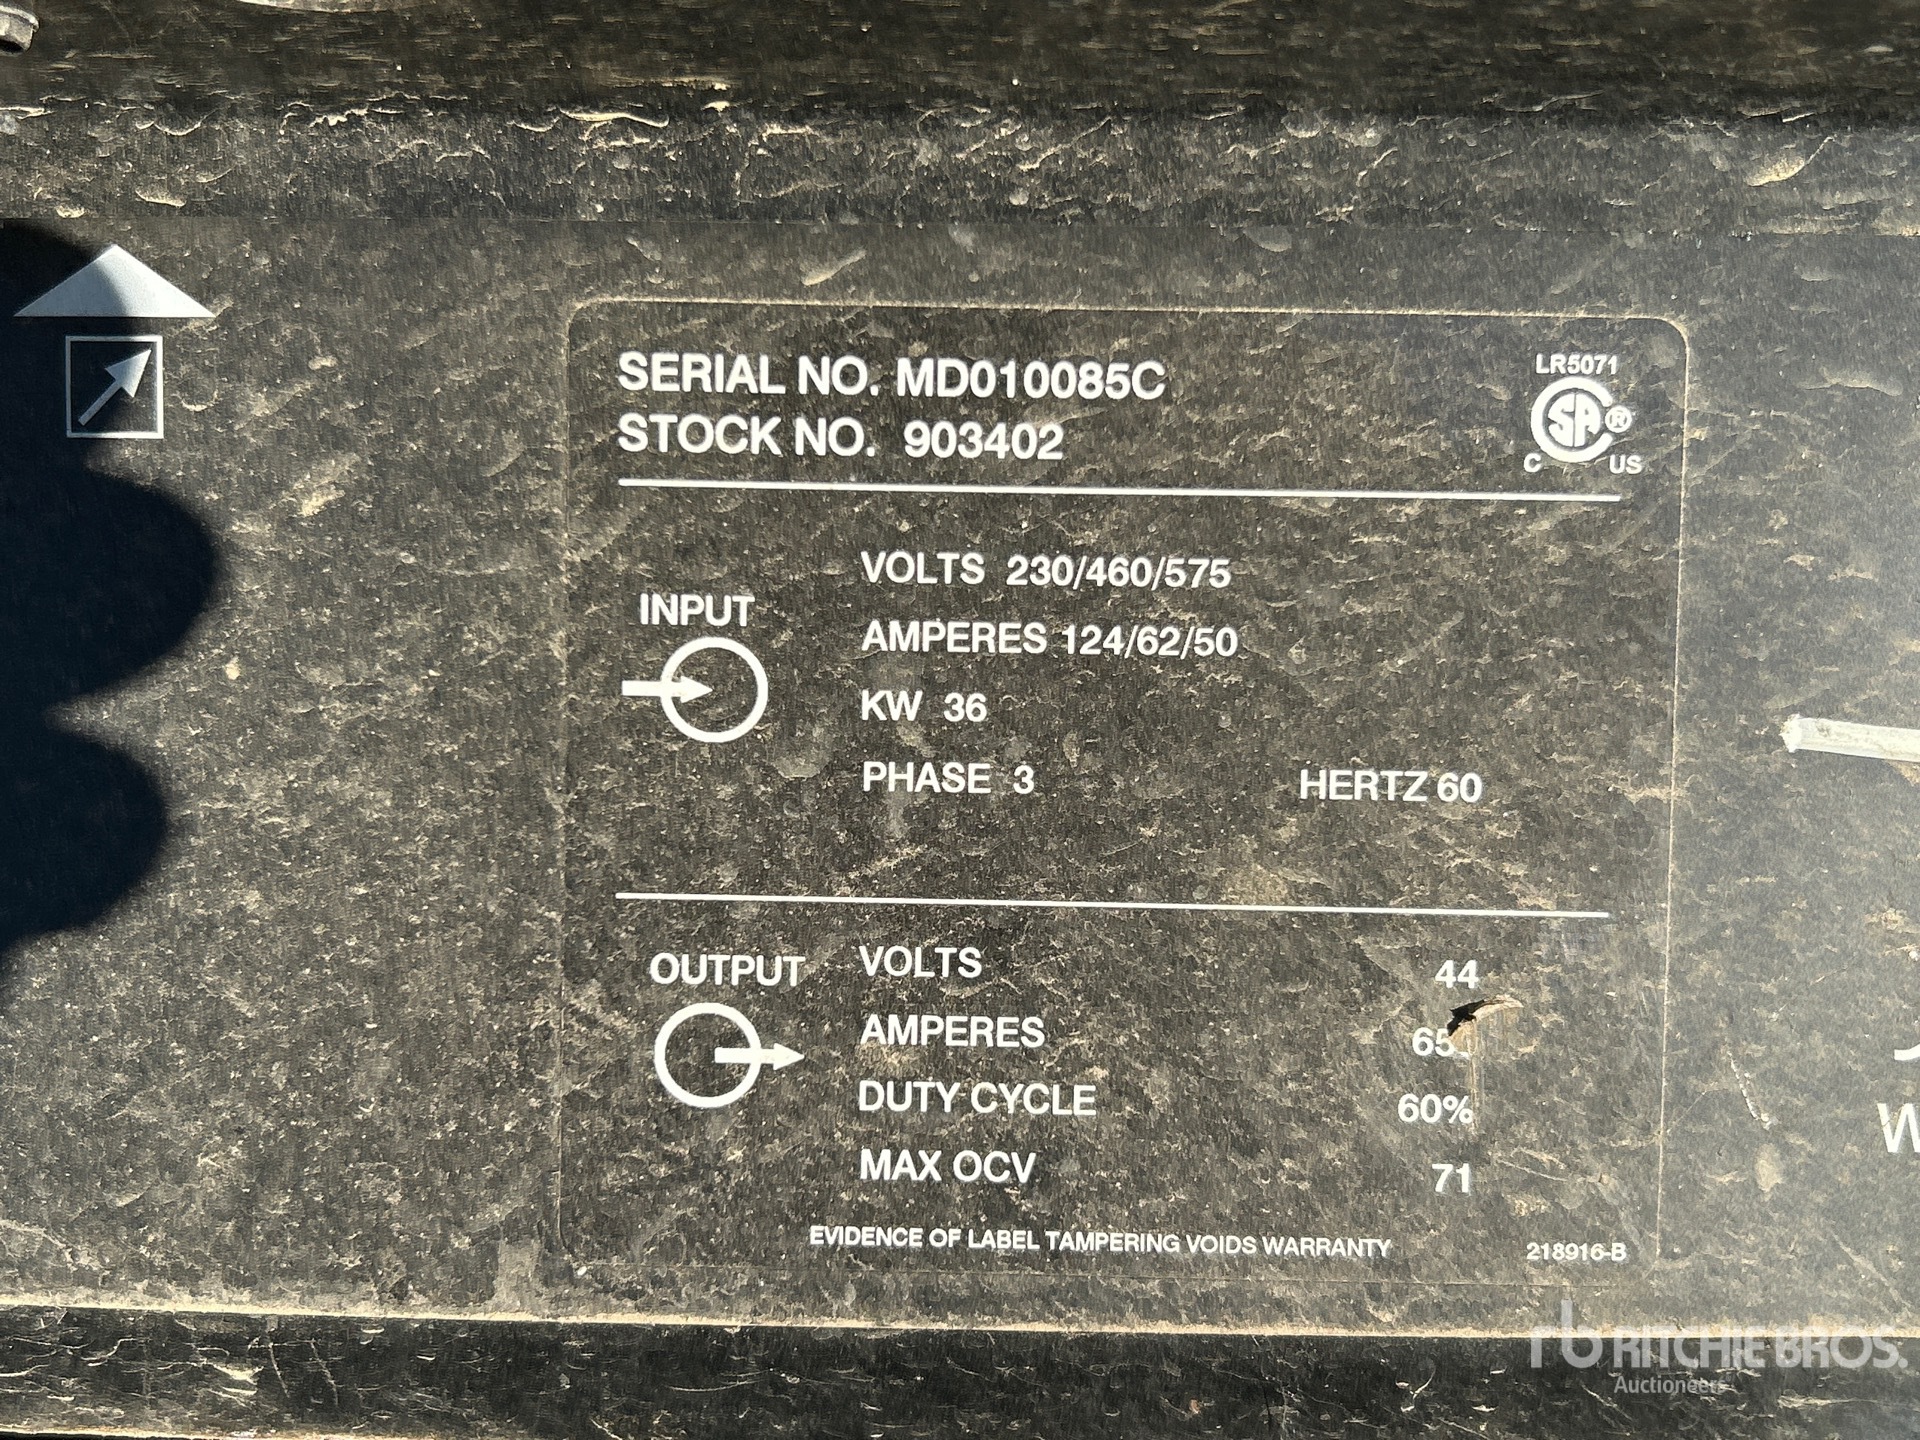 SERIAL NO. MD010085C
STOCK NO. 903402
LR5071
SA ®
C US
INPUT
VOLTS 230/460/575
AMPERES 124/62/50
KW 36
PHASE 3 HERTZ 60
OUTPUT
VOLTS 44
AMPERES
DUTY CYCLE 60%
MAX OCV 71
EVIDENCE OF LABEL TAMPERING VOIDS WARRANTY 218916-B
rb RITCHIE BROS.
Auctioneers